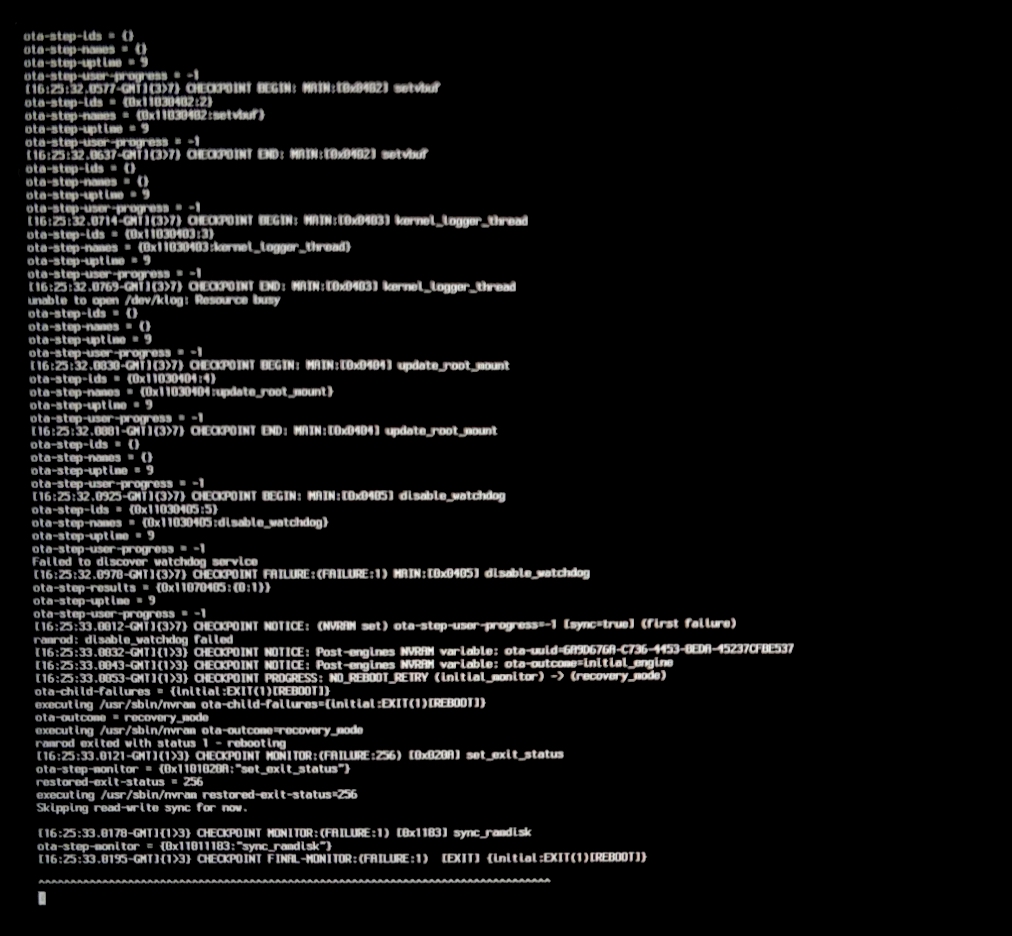 ota-step-ids = {}
ota-step-names = {}
ota-step-uptime = 9
ota-step-user-progress = -1
[16:25:32.0577-GMT]{3>7} CHECKPOINT BEGIN: MAIN:[0x0402] setvbuf
ota-step-ids = {0x11030402:2}
ota-step-names = {0x11030402:setvbuf}
ota-step-uptime = 9
ota-step-user-progress = -1
[16:25:32.0637-GMT]{3>7} CHECKPOINT END: MAIN:[0x0402] setvbuf
ota-step-ids = {}
ota-step-names = {}
ota-step-uptime = 9
ota-step-user-progress = -1
[16:25:32.0714-GMT]{3>7} CHECKPOINT BEGIN: MAIN:[0x0403] kernel_logger_thread
ota-step-ids = {0x11030403:3}
ota-step-names = {0x11030403:kernel_logger_thread}
ota-step-uptime = 9
ota-step-user-progress = -1
[16:25:32.0769-GMT]{3>7} CHECKPOINT END: MAIN:[0x0403] kernel_logger_thread
unable to open /dev/klog: Resource busy
ota-step-ids = {}
ota-step-names = {}
ota-step-uptime = 9
ota-step-user-progress = -1
[16:25:32.0830-GMT]{3>7} CHECKPOINT BEGIN: MAIN:[0x0404] update_root_mount
ota-step-ids = {0x11030404:4}
ota-step-names = {0x11030404:update_root_mount}
ota-step-uptime = 9
ota-step-user-progress = -1
[16:25:32.0881-GMT]{3>7} CHECKPOINT END: MAIN:[0x0404] update_root_mount
ota-step-ids = {}
ota-step-names = {}
ota-step-uptime = 9
ota-step-user-progress = -1
[16:25:32.0925-GMT]{3>7} CHECKPOINT BEGIN: MAIN:[0x0405] disable_watchdog
ota-step-ids = {0x11030405:5}
ota-step-names = {0x11030405:disable_watchdog}
ota-step-uptime = 9
ota-step-user-progress = -1
Failed to discover watchdog service
[16:25:32.0978-GMT]{3>7} CHECKPOINT FAILURE:(FAILURE:1) MAIN:[0x0405] disable_watchdog
ota-step-results = {0x11070405:{0:1}}
ota-step-uptime = 9
ota-step-user-progress = -1
[16:25:33.0012-GMT]{3>7} CHECKPOINT NOTICE: (NVRAM set) ota-step-user-progress=-1 [sync=true] (first failure)
ramrod: disable_watchdog failed
[16:25:33.0032-GMT]{1>3} CHECKPOINT NOTICE: Post-engines NVRAM variable: ota-uuid=6A9D676A-C736-4453-8EDA-45237CFBE537
[16:25:33.0043-GMT]{1>3} CHECKPOINT NOTICE: Post-engines NVRAM variable: ota-outcome=initial_engine
[16:25:33.0053-GMT]{1>3} CHECKPOINT PROGRESS: NO_REBOOT_RETRY (initial_monitor) -> (recovery_mode)
ota-child-failures = {initial:EXIT(1)[REBOOT]}
executing /usr/sbin/nvram ota-child-failures={initial:EXIT(1)[REBOOT]}
ota-outcome = recovery_mode
executing /usr/sbin/nvram ota-outcome=recovery_mode
ramrod exited with status 1 - rebooting
[16:25:33.0121-GMT]{1>3} CHECKPOINT MONITOR:(FAILURE:256) [0x020A] set_exit_status
ota-step-monitor = {0x1101020A:"set_exit_status"}
restored-exit-status = 256
executing /usr/sbin/nvram restored-exit-status=256
Skipping read-write sync for now.
[16:25:33.0178-GMT]{1>3} CHECKPOINT MONITOR:(FAILURE:1) [0x1183] sync_ramdisk
ota-step-monitor = {0x11011183:"sync_ramdisk"}
[16:25:33.0195-GMT]{1>3} CHECKPOINT FINAL-MONITOR:(FAILURE:1) [EXIT] {initial:EXIT(1)[REBOOT]}
^^^^^^^^^^^^^^^^^^^^^^^^^^^^^^^^^^^^^^^^^^^^^^^^^^^^^^^^^^^^^^^^^^^^^^^^^^^^^^^^